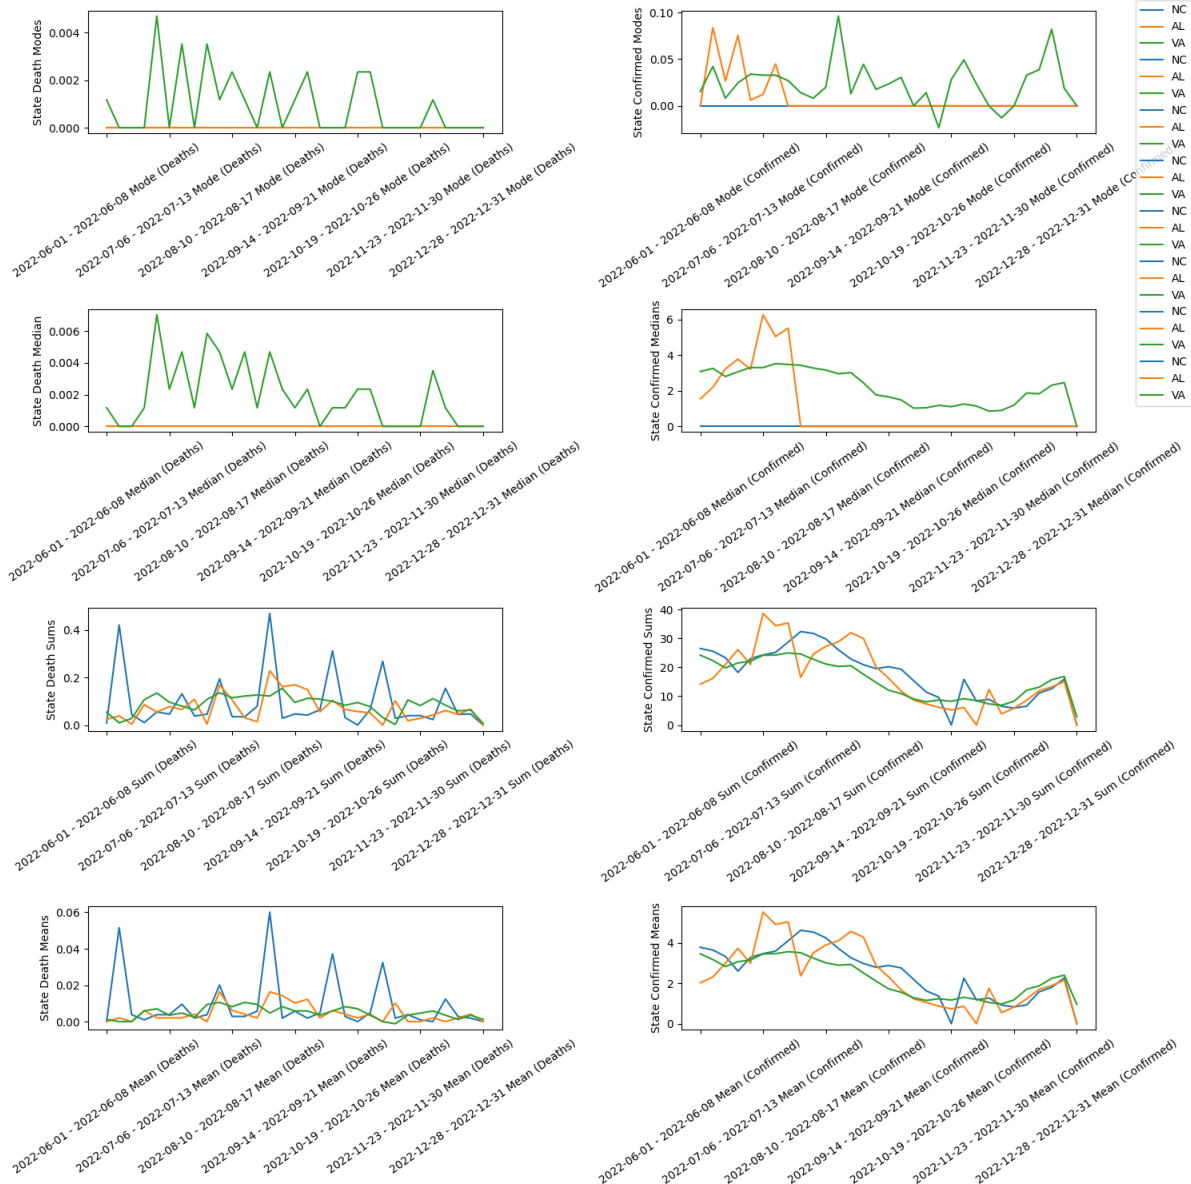 State Death Modes
0.004
0.002
0.000
2022-06-01 - 2022-06-08 Mode (Deaths)
2022-07-06 - 2022-07-13 Mode (Deaths)
2022-08-10 - 2022-08-17 Mode (Deaths)
2022-09-14 - 2022-09-21 Mode (Deaths)
2022-10-19 - 2022-10-26 Mode (Deaths)
2022-11-23 - 2022-11-30 Mode (Deaths)
2022-12-28 - 2022-12-31 Mode (Deaths)
State Confirmed Modes
0.10
0.05
0.00
2022-06-01 - 2022-06-08 Mode (Confirmed)
2022-07-06 - 2022-07-13 Mode (Confirmed)
2022-08-10 - 2022-08-17 Mode (Confirmed)
2022-09-14 - 2022-09-21 Mode (Confirmed)
2022-10-19 - 2022-10-26 Mode (Confirmed)
2022-11-23 - 2022-11-30 Mode (Confirmed)
2022-12-28 - 2022-12-31 Mode (Confirmed)
NC
AL
VA
NC
AL
VA
NC
AL
VA
NC
AL
VA
NC
AL
VA
NC
AL
VA
NC
AL
VA
NC
AL
VA
State Death Median
0.006
0.004
0.002
0.000
2022-06-01 - 2022-06-08 Median (Deaths)
2022-07-06 - 2022-07-13 Median (Deaths)
2022-08-10 - 2022-08-17 Median (Deaths)
2022-09-14 - 2022-09-21 Median (Deaths)
2022-10-19 - 2022-10-26 Median (Deaths)
2022-11-23 - 2022-11-30 Median (Deaths)
2022-12-28 - 2022-12-31 Median (Deaths)
State Confirmed Medians
6
4
2
0
2022-06-01 - 2022-06-08 Median (Confirmed)
2022-07-06 - 2022-07-13 Median (Confirmed)
2022-08-10 - 2022-08-17 Median (Confirmed)
2022-09-14 - 2022-09-21 Median (Confirmed)
2022-10-19 - 2022-10-26 Median (Confirmed)
2022-11-23 - 2022-11-30 Median (Confirmed)
2022-12-28 - 2022-12-31 Median (Confirmed)
State Death Sums
0.4
0.2
0.0
2022-06-01 - 2022-06-08 Sum (Deaths)
2022-07-06 - 2022-07-13 Sum (Deaths)
2022-08-10 - 2022-08-17 Sum (Deaths)
2022-09-14 - 2022-09-21 Sum (Deaths)
2022-10-19 - 2022-10-26 Sum (Deaths)
2022-11-23 - 2022-11-30 Sum (Deaths)
2022-12-28 - 2022-12-31 Sum (Deaths)
State Confirmed Sums
40
30
20
10
0
2022-06-01 - 2022-06-08 Sum (Confirmed)
2022-07-06 - 2022-07-13 Sum (Confirmed)
2022-08-10 - 2022-08-17 Sum (Confirmed)
2022-09-14 - 2022-09-21 Sum (Confirmed)
2022-10-19 - 2022-10-26 Sum (Confirmed)
2022-11-23 - 2022-11-30 Sum (Confirmed)
2022-12-28 - 2022-12-31 Sum (Confirmed)
State Death Means
0.06
0.04
0.02
0.00
2022-06-01 - 2022-06-08 Mean (Deaths)
2022-07-06 - 2022-07-13 Mean (Deaths)
2022-08-10 - 2022-08-17 Mean (Deaths)
2022-09-14 - 2022-09-21 Mean (Deaths)
2022-10-19 - 2022-10-26 Mean (Deaths)
2022-11-23 - 2022-11-30 Mean (Deaths)
2022-12-28 - 2022-12-31 Mean (Deaths)
State Confirmed Means
4
2
0
2022-06-01 - 2022-06-08 Mean (Confirmed)
2022-07-06 - 2022-07-13 Mean (Confirmed)
2022-08-10 - 2022-08-17 Mean (Confirmed)
2022-09-14 - 2022-09-21 Mean (Confirmed)
2022-10-19 - 2022-10-26 Mean (Confirmed)
2022-11-23 - 2022-11-30 Mean (Confirmed)
2022-12-28 - 2022-12-31 Mean (Confirmed)